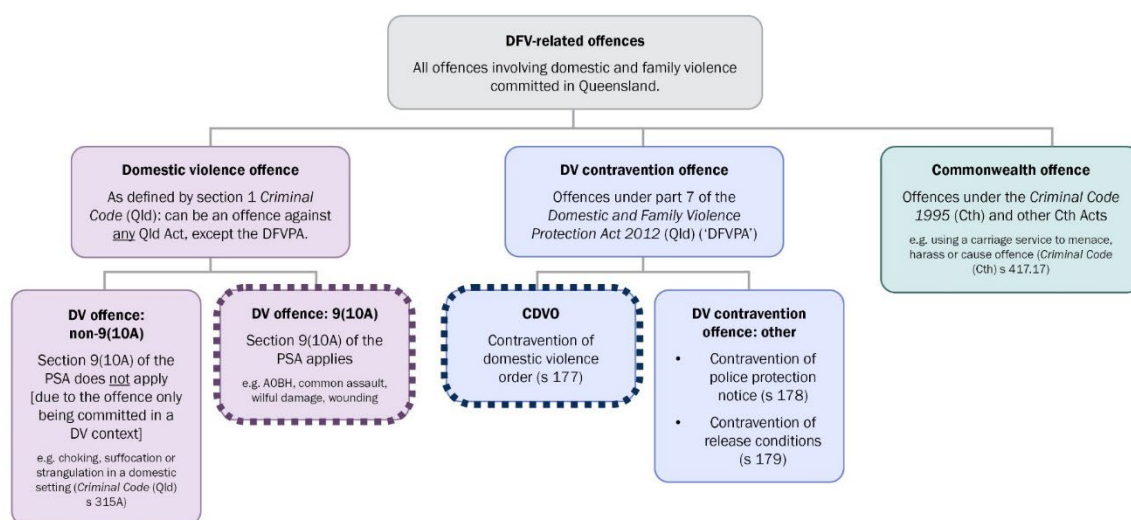 DFV-related offences
All offences involving domestic and family violence
committed in Queensland.
Domestic violence offence
As defined by section 1 Criminal
Code (Qld): can be an offence against
any Qld Act, except the DFVPA.
DV contravention offence
Offences under part 7 of the
Domestic and Family Violence
Protection Act 2012 (Qld) ('DFVPA')
Commonwealth offence
Offences under the Criminal Code
1995 (Cth) and other Cth Acts
e.g. using a carriage service to menace,
harass or cause offence (Criminal Code
(Cth) s 417.17)
DV offence:
non-9(10A)
Section 9(10A) of the
PSA does not apply
[due to the offence only
being committed in a
DV context]
e.g. choking, suffocation or
strangulation in a domestic
setting (Criminal Code (Qld)
s 315A)
DV offence: 9(10A)
Section 9(10A) of the
PSA applies
e.g. AOBH, common assault,
wilful damage, wounding
CDVO
Contravention of
domestic violence
order (s 177)
DV contravention
offence: other
• Contravention of
police protection
notice (s 178)
• Contravention of
release conditions
(s 179)